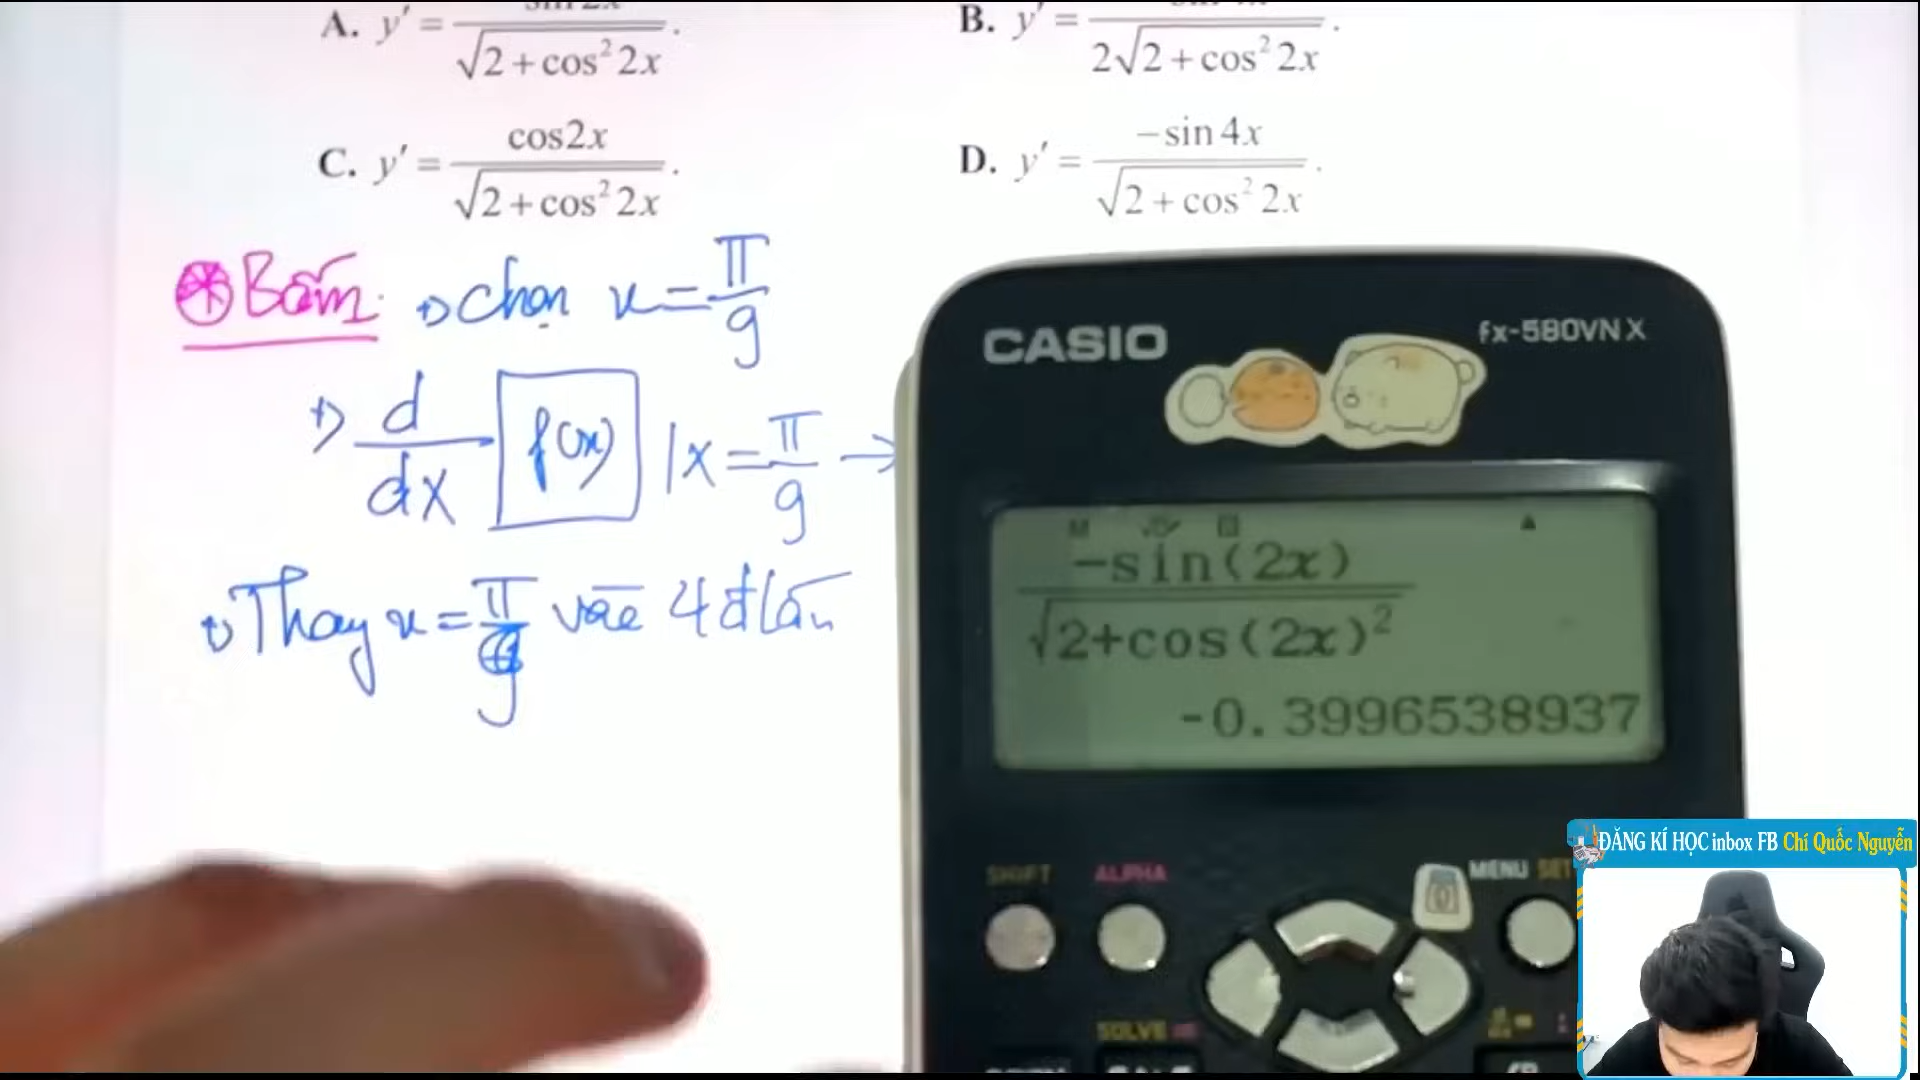 A. y' = sin 2x / √2 + cos² 2x.
B. y' = / 2√2 + cos² 2x.
C. y' = cos2x / √2 + cos² 2x.
D. y' = −sin 4x / √2 + cos² 2x.
Bấm: +) chọn x = π/9
+) d/dx f(x) | x = π/9 →
+) Thay x = π/9 vào 4 đ lần
CASIO
fx-580VN X
M
−sin(2x)
√2+cos(2x)²
-0.3996538937
SHIFT ALPHA MENU SET
SOLVE =
ĐĂNG KÍ HỌC inbox FB Chí Quốc Nguyễn